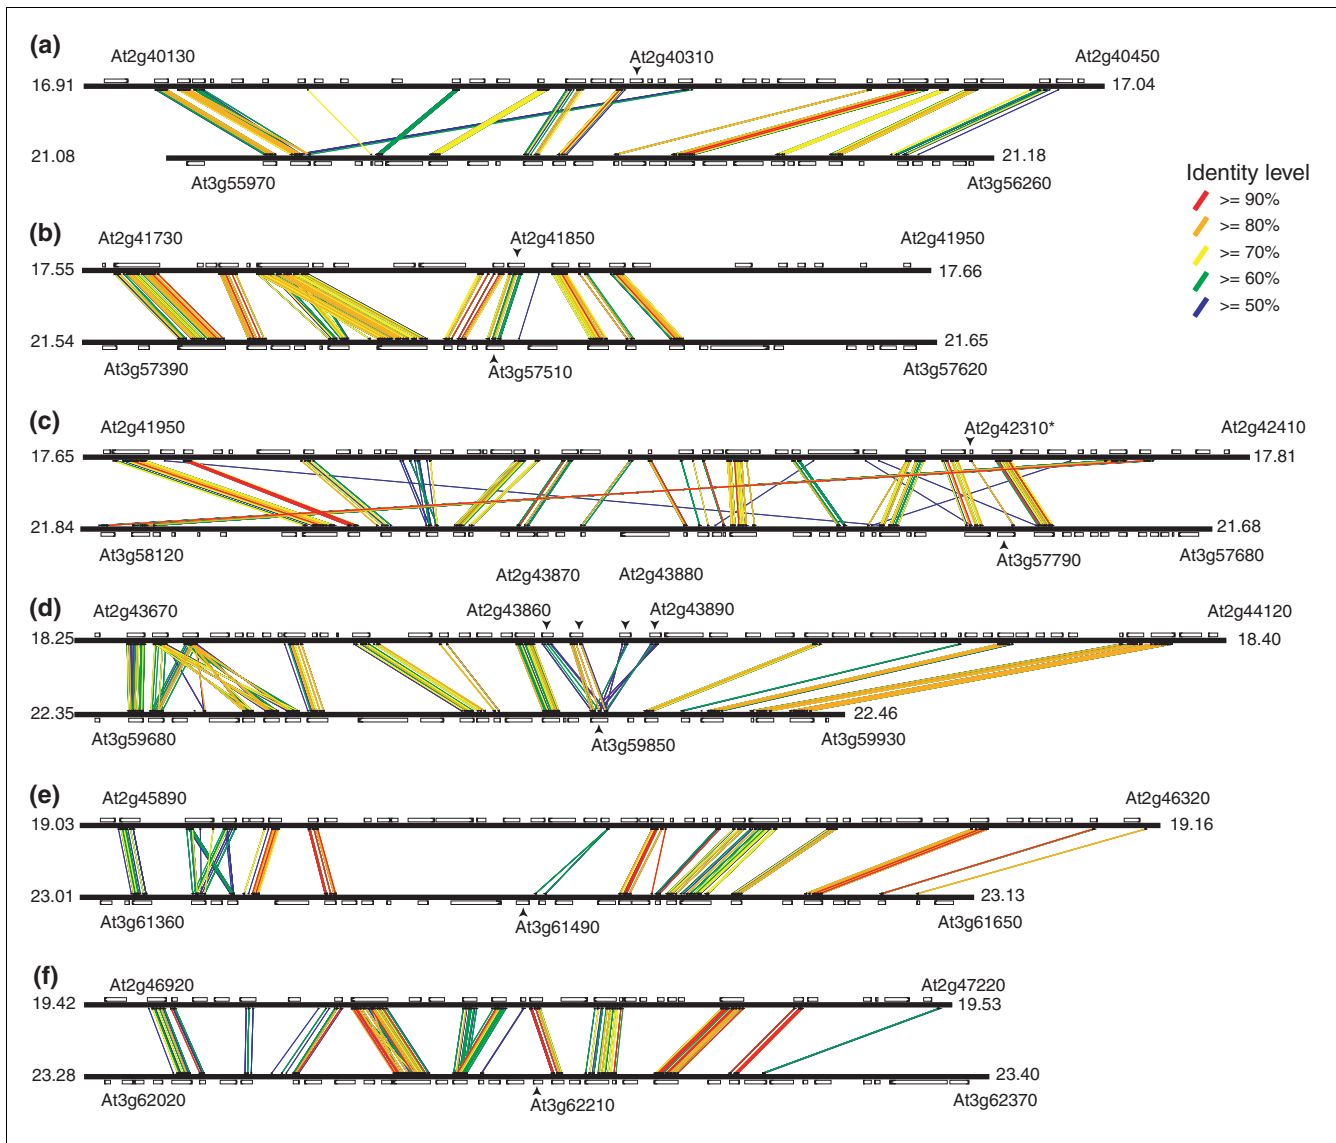 (a)
At2g40130 At2g40310 At2g40450
16.91 17.04
21.08 21.18
At3g55970 At3g56260
Identity level
>= 90%
>= 80%
>= 70%
>= 60%
>= 50%
(b)
At2g41730 At2g41850 At2g41950
17.55 17.66
21.54 21.65
At3g57390 At3g57510 At3g57620
(c)
At2g41950 At2g42310* At2g42410
17.65 17.81
21.84 21.68
At3g58120 At3g57790 At3g57680
At2g43870 At2g43880
(d)
At2g43670 At2g43860 At2g43890 At2g44120
18.25 18.40
22.35 22.46
At3g59680 At3g59850 At3g59930
(e)
At2g45890 At2g46320
19.03 19.16
23.01 23.13
At3g61360 At3g61490 At3g61650
(f)
At2g46920 At2g47220
19.42 19.53
23.28 23.40
At3g62020 At3g62210 At3g62370